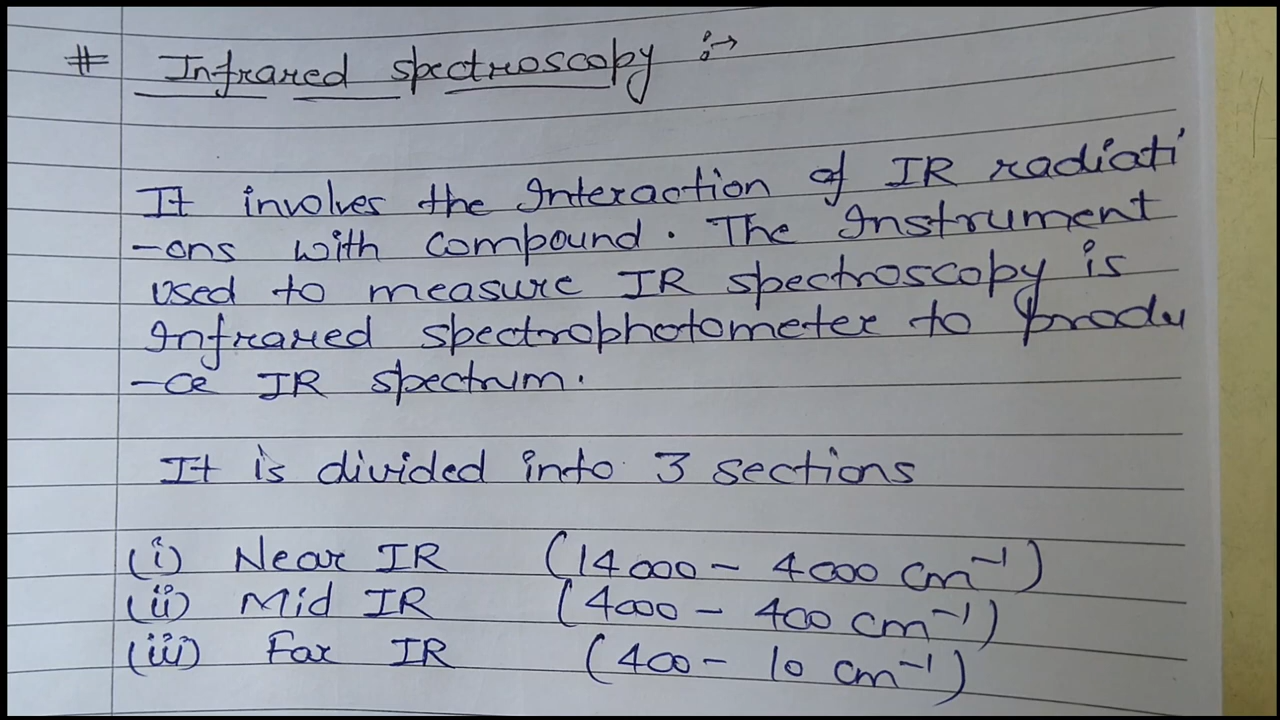 # Infrared spectroscopy :→
It involves the Interaction of IR radiati
-ons with compound. The Instrument
used to measure IR spectroscopy is
Infrared spectrophotometer to produ
-ce IR spectrum.
It is divided into 3 sections
(i) Near IR (14000 - 4000 cm⁻¹)
(ii) Mid IR (4000 - 400 cm⁻¹)
(iii) Far IR (400 - 10 cm⁻¹)